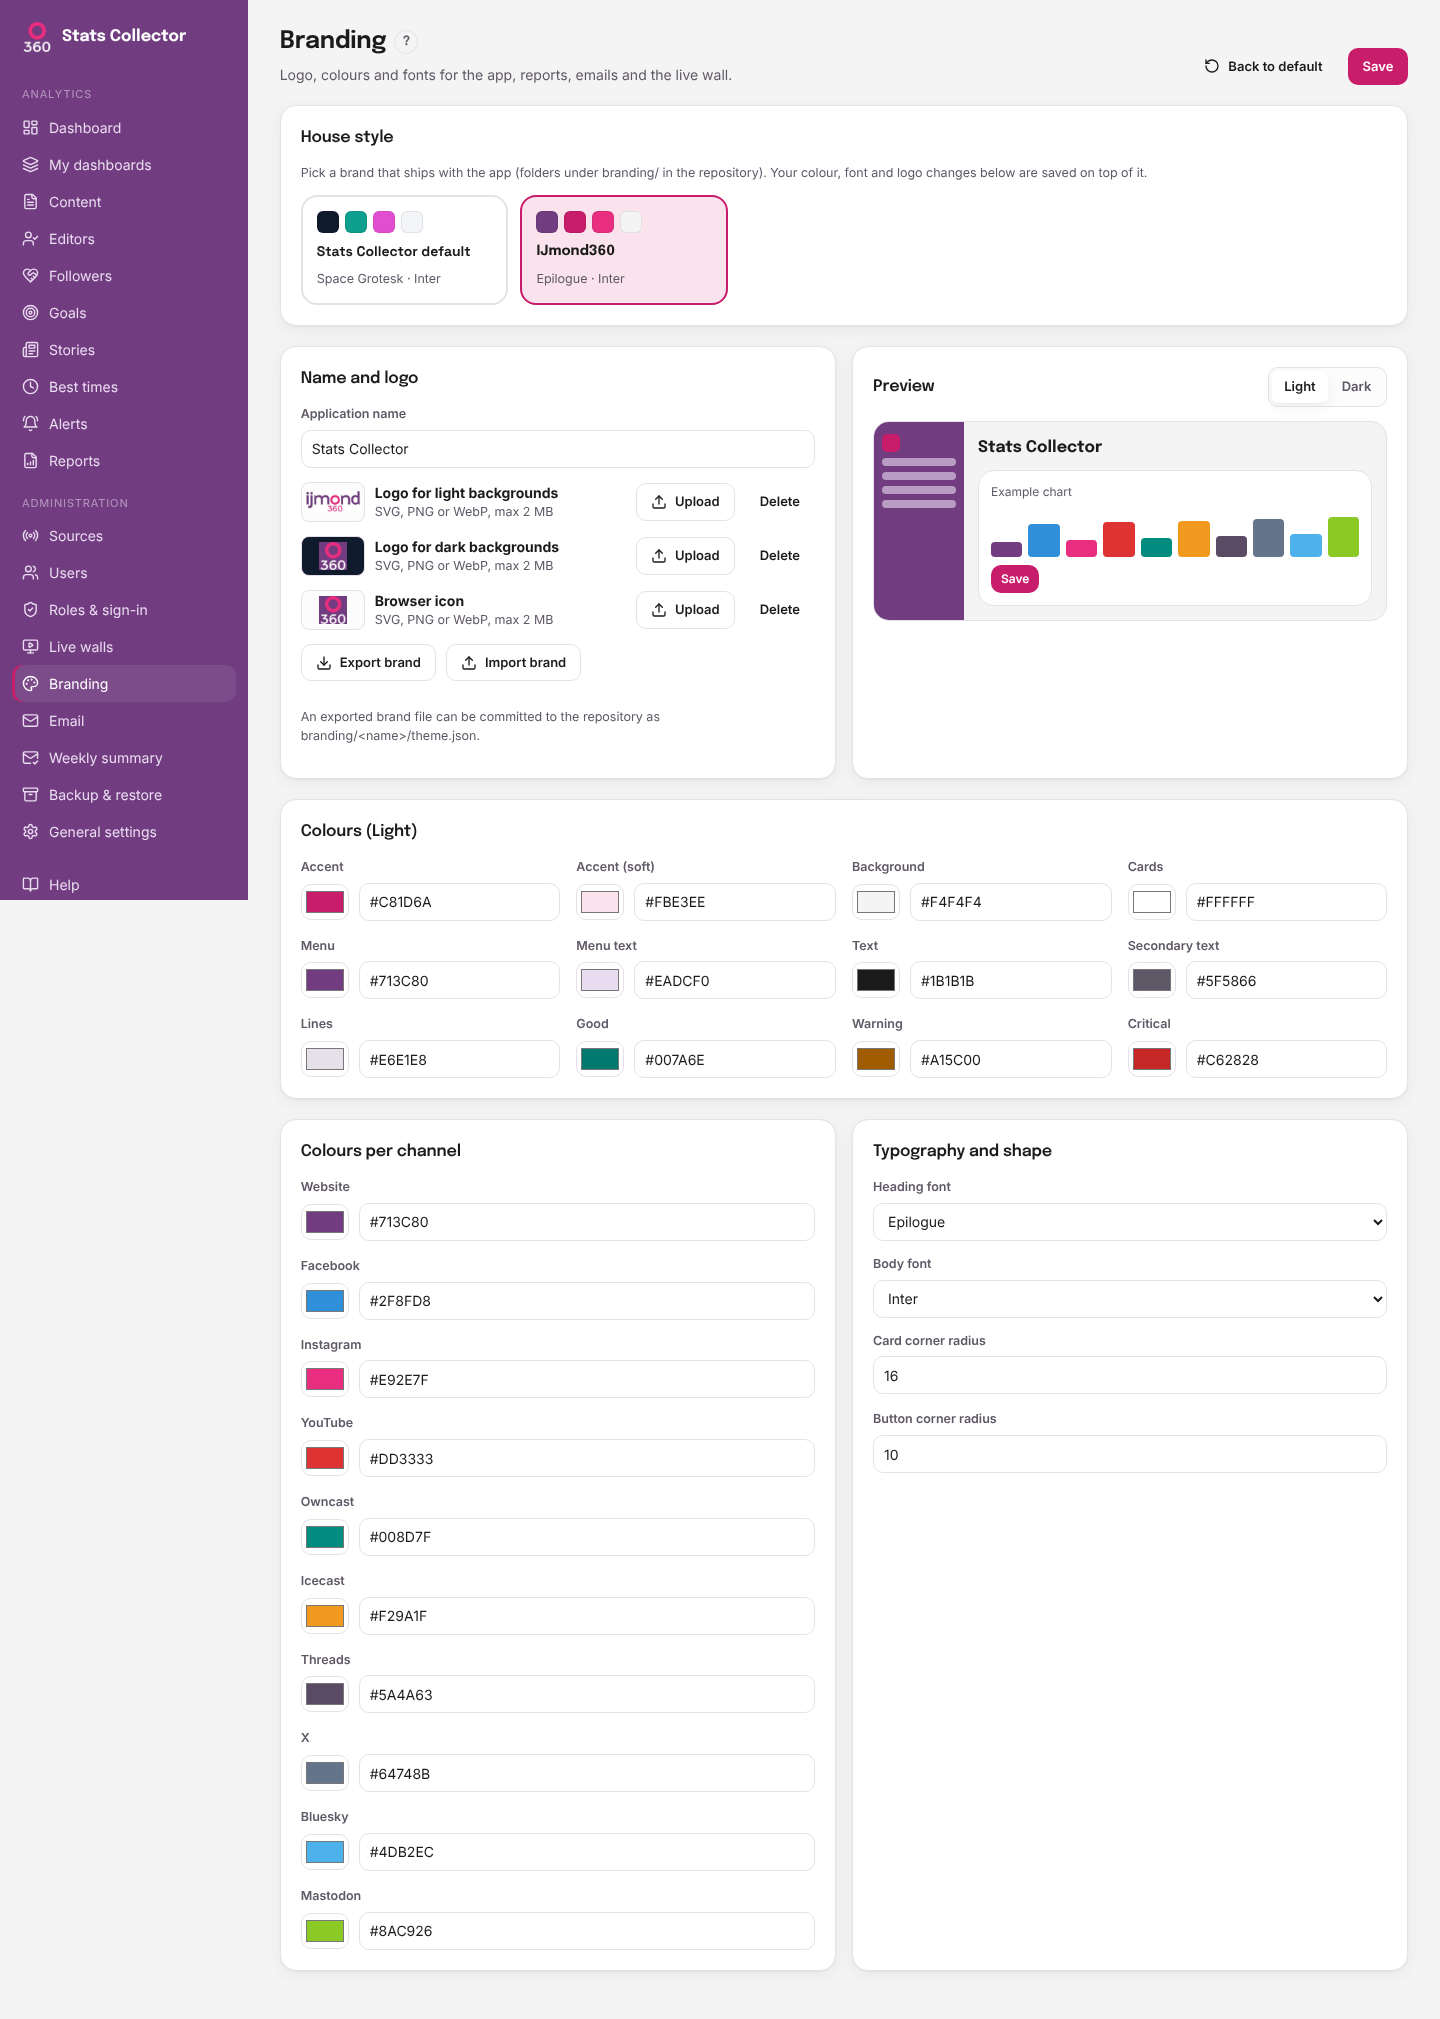 360
Stats Collector
ANALYTICS
Dashboard
My dashboards
Content
Editors
Followers
Goals
Stories
Best times
Alerts
Reports
ADMINISTRATION
Sources
Users
Roles & sign-in
Live walls
Branding
Email
Weekly summary
Backup & restore
General settings
Help
Branding ?
Logo, colours and fonts for the app, reports, emails and the live wall.
Back to default
Save
House style
Pick a brand that ships with the app (folders under branding/ in the repository). Your colour, font and logo changes below are saved on top of it.
Stats Collector default
Space Grotesk · Inter
IJmond360
Epilogue · Inter
Name and logo
Application name
Stats Collector
ijmond
360
Logo for light backgrounds
SVG, PNG or WebP, max 2 MB
Upload
Delete
360
Logo for dark backgrounds
SVG, PNG or WebP, max 2 MB
Upload
Delete
360
Browser icon
SVG, PNG or WebP, max 2 MB
Upload
Delete
Export brand
Import brand
An exported brand file can be committed to the repository as
branding/<name>/theme.json.
Preview
Light
Dark
Stats Collector
Example chart
Save
Colours (Light)
Accent
#C81D6A
Accent (soft)
#FBE3EE
Background
#F4F4F4
Cards
#FFFFFF
Menu
#713C80
Menu text
#EADCF0
Text
#1B1B1B
Secondary text
#5F5866
Lines
#E6E1E8
Good
#007A6E
Warning
#A15C00
Critical
#C62828
Colours per channel
Website
#713C80
Facebook
#2F8FD8
Instagram
#E92E7F
YouTube
#DD3333
Owncast
#008D7F
Icecast
#F29A1F
Threads
#5A4A63
X
#64748B
Bluesky
#4DB2EC
Mastodon
#8AC926
Typography and shape
Heading font
Epilogue
Body font
Inter
Card corner radius
16
Button corner radius
10